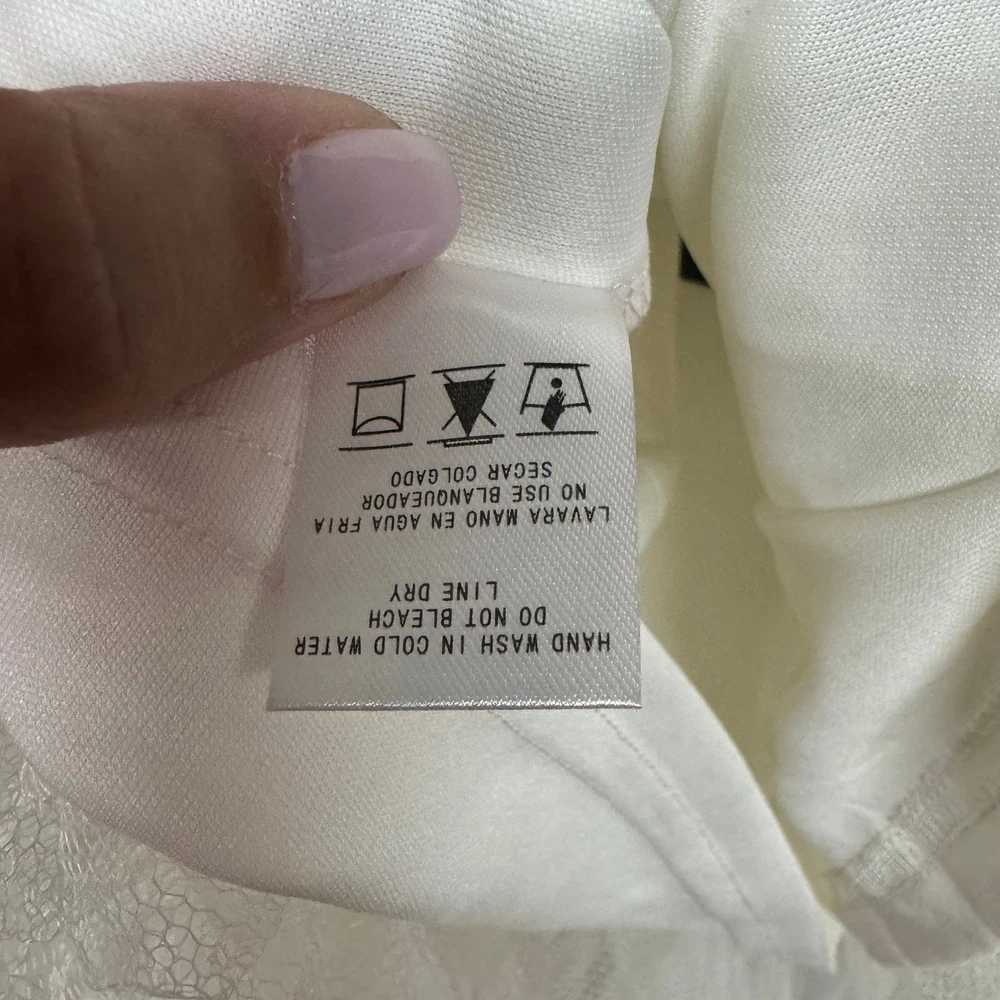 HAND WASH IN COLD WATER
DO NOT BLEACH
LINE DRY
LAVARA MANO EN AGUA FRIA
NO USE BLANQUEADOR
SECAR COLGADO